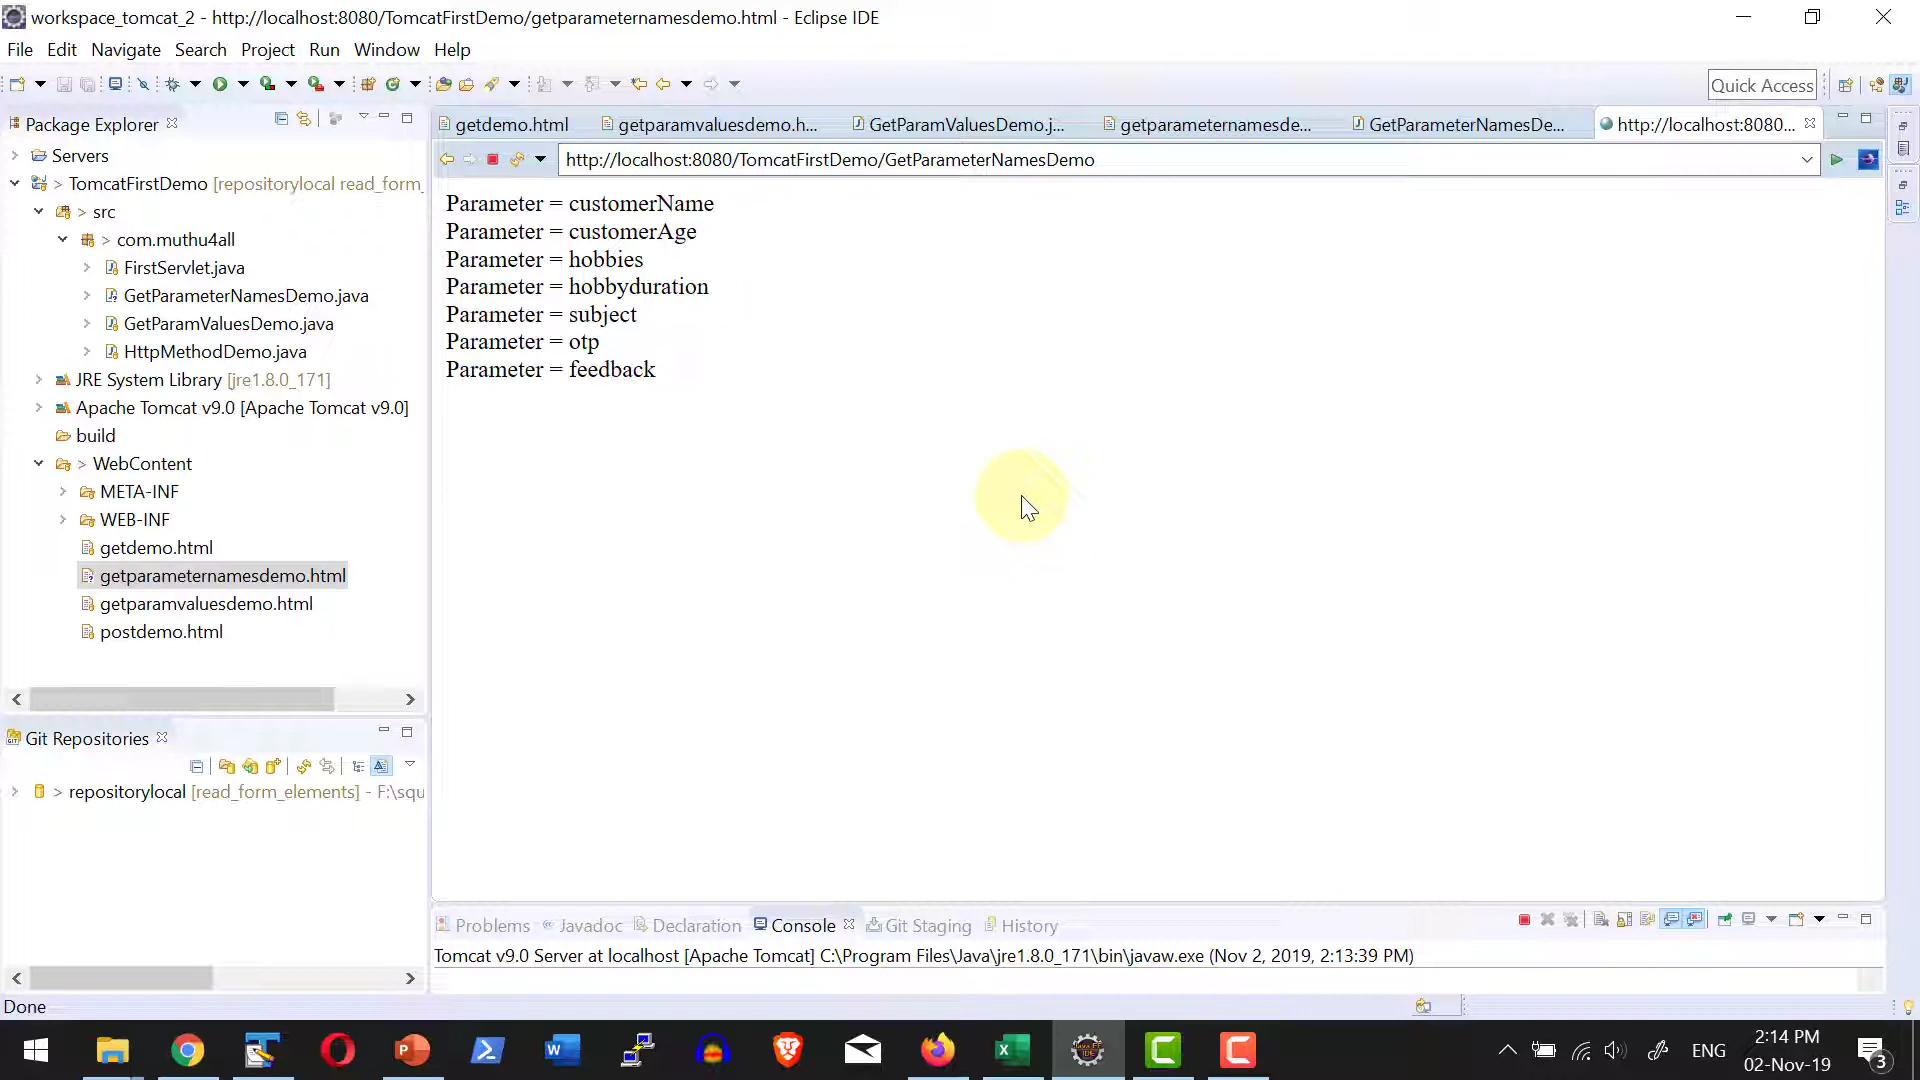 workspace_tomcat_2 - http://localhost:8080/TomcatFirstDemo/getparameternamesdemo.html - Eclipse IDE
File Edit Navigate Search Project Run Window Help
Quick Access
Package Explorer
getdemo.html
getparamvaluesdemo.h...
GetParamValuesDemo.j...
getparameternamesde...
GetParameterNamesDe...
http://localhost:8080...
http://localhost:8080/TomcatFirstDemo/GetParameterNamesDemo
Servers
> TomcatFirstDemo [repositorylocal read_form_
> src
> com.muthu4all
FirstServlet.java
GetParameterNamesDemo.java
GetParamValuesDemo.java
HttpMethodDemo.java
JRE System Library [jre1.8.0_171]
Apache Tomcat v9.0 [Apache Tomcat v9.0]
build
> WebContent
META-INF
WEB-INF
getdemo.html
getparameternamesdemo.html
getparamvaluesdemo.html
postdemo.html
Parameter = customerName
Parameter = customerAge
Parameter = hobbies
Parameter = hobbyduration
Parameter = subject
Parameter = otp
Parameter = feedback
Git Repositories
> repositorylocal [read_form_elements] - F:\squ
Problems
Javadoc
Declaration
Console
Git Staging
History
Tomcat v9.0 Server at localhost [Apache Tomcat] C:\Program Files\Java\jre1.8.0_171\bin\javaw.exe (Nov 2, 2019, 2:13:39 PM)
Done
ENG
2:14 PM
02-Nov-19
3